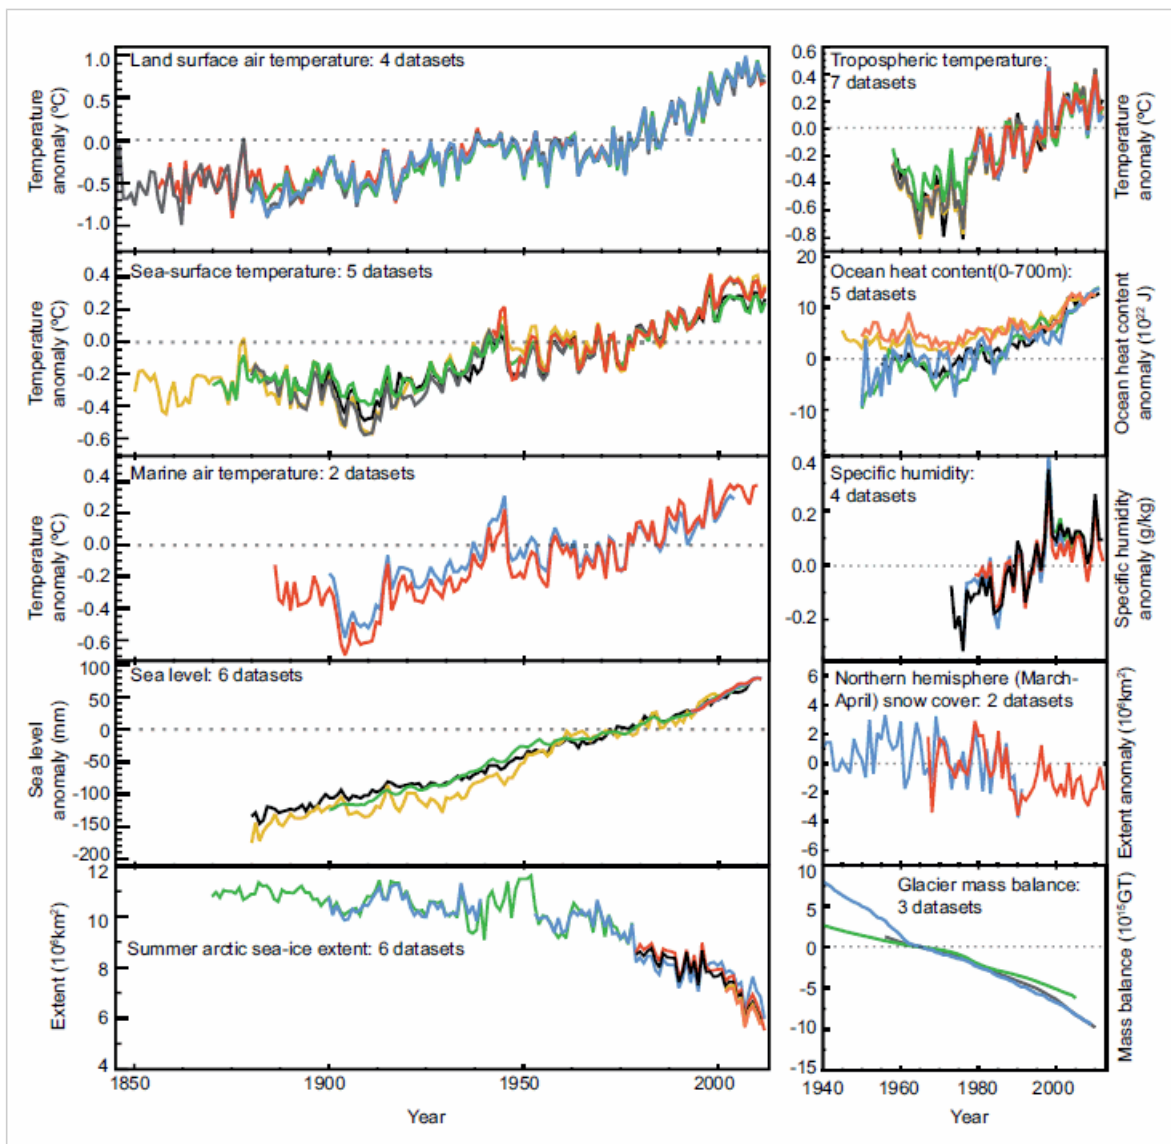 Land surface air temperature: 4 datasets
Temperature
anomaly (ºC)
1.0
0.5
0.0
-0.5
-1.0
Sea-surface temperature: 5 datasets
Temperature
anomaly (ºC)
0.4
0.2
0.0
-0.2
-0.4
-0.6
Marine air temperature: 2 datasets
Temperature
anomaly (ºC)
0.4
0.2
0.0
-0.2
-0.4
-0.6
Sea level: 6 datasets
Sea level
anomaly (mm)
100
50
0
-50
-100
-150
-200
Summer arctic sea-ice extent: 6 datasets
Extent (10⁶km²)
12
10
8
6
4
1850 1900 1950 2000
Year
Tropospheric temperature:
7 datasets
Temperature
anomaly (ºC)
0.6
0.4
0.2
0.0
-0.2
-0.4
-0.6
-0.8
Ocean heat content(0-700m):
5 datasets
Ocean heat content
anomaly (10²² J)
20
10
0
-10
Specific humidity:
4 datasets
Specific humidity
anomaly (g/kg)
0.4
0.2
0.0
-0.2
Northern hemisphere (March-
April) snow cover: 2 datasets
Extent anomaly (10⁶km²)
6
4
2
0
-2
-4
-6
Glacier mass balance:
3 datasets
Mass balance (10¹⁵GT)
10
5
0
-5
-10
-15
1940 1960 1980 2000
Year